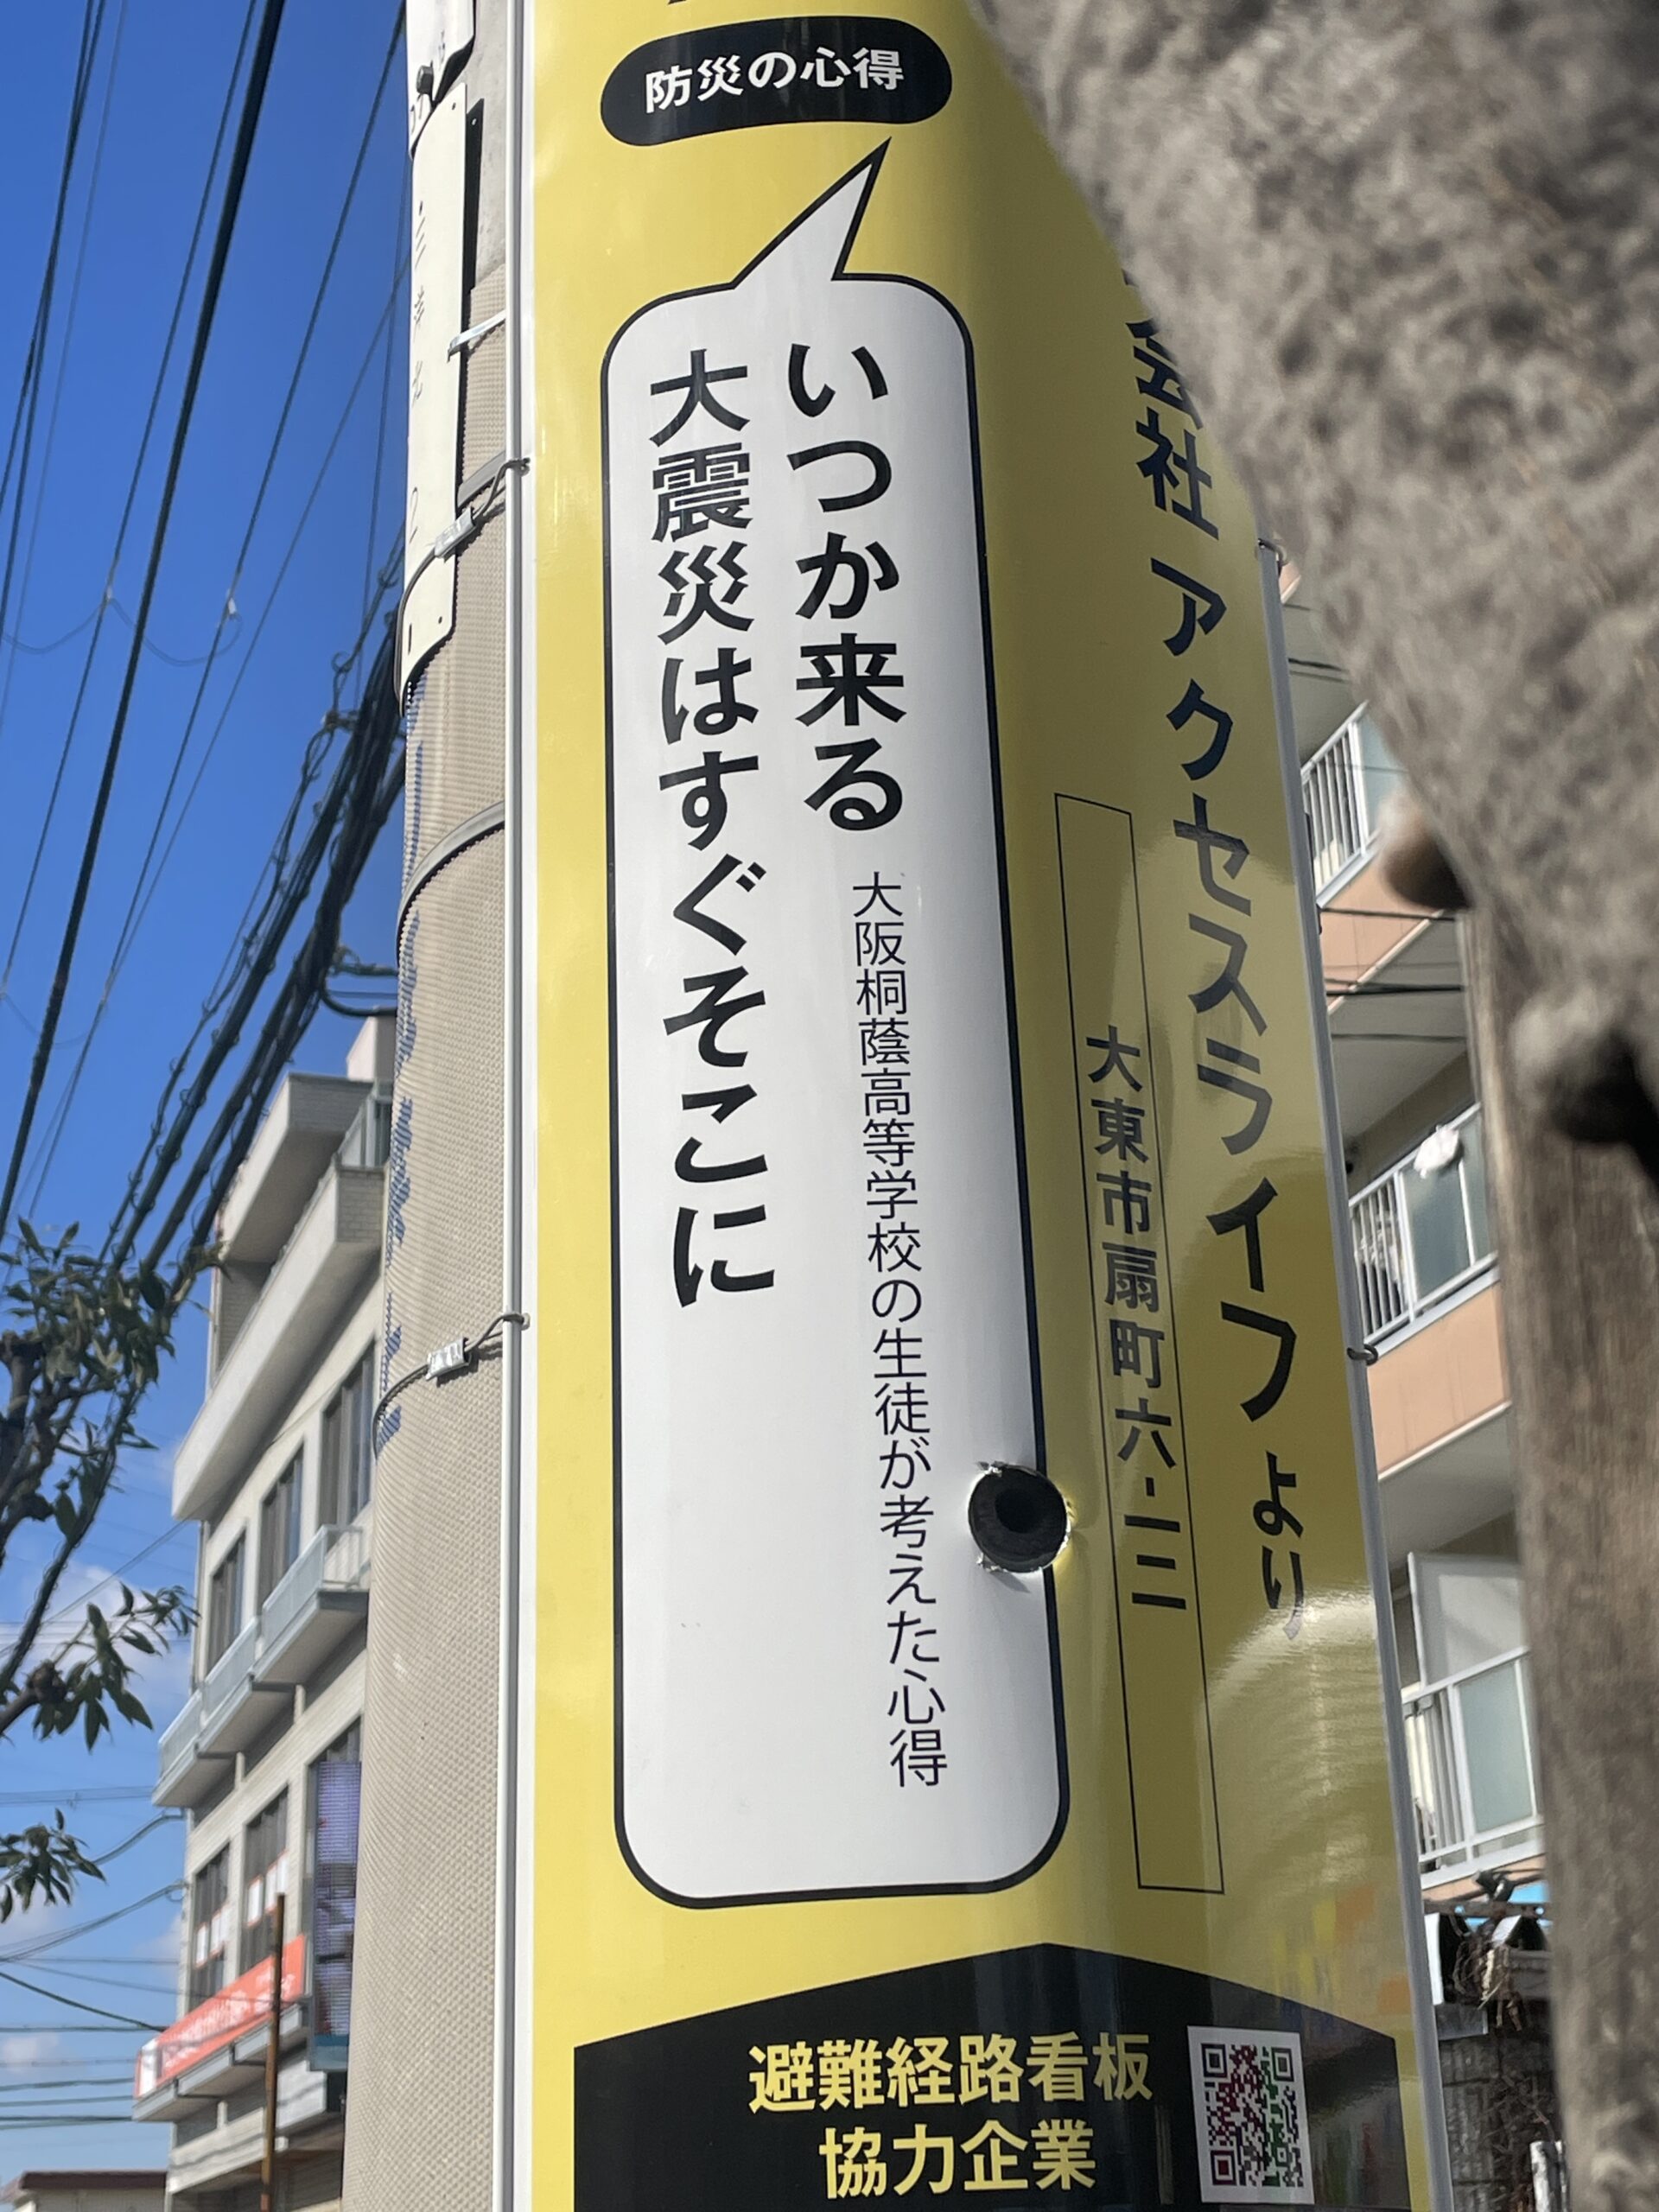 防災の心得
いつか来る
大震災はすぐそこに
大阪桐蔭高等学校の生徒が考えた心得
会社 アクセスライフより
大東市扇町六-一二
避難経路看板
協力企業